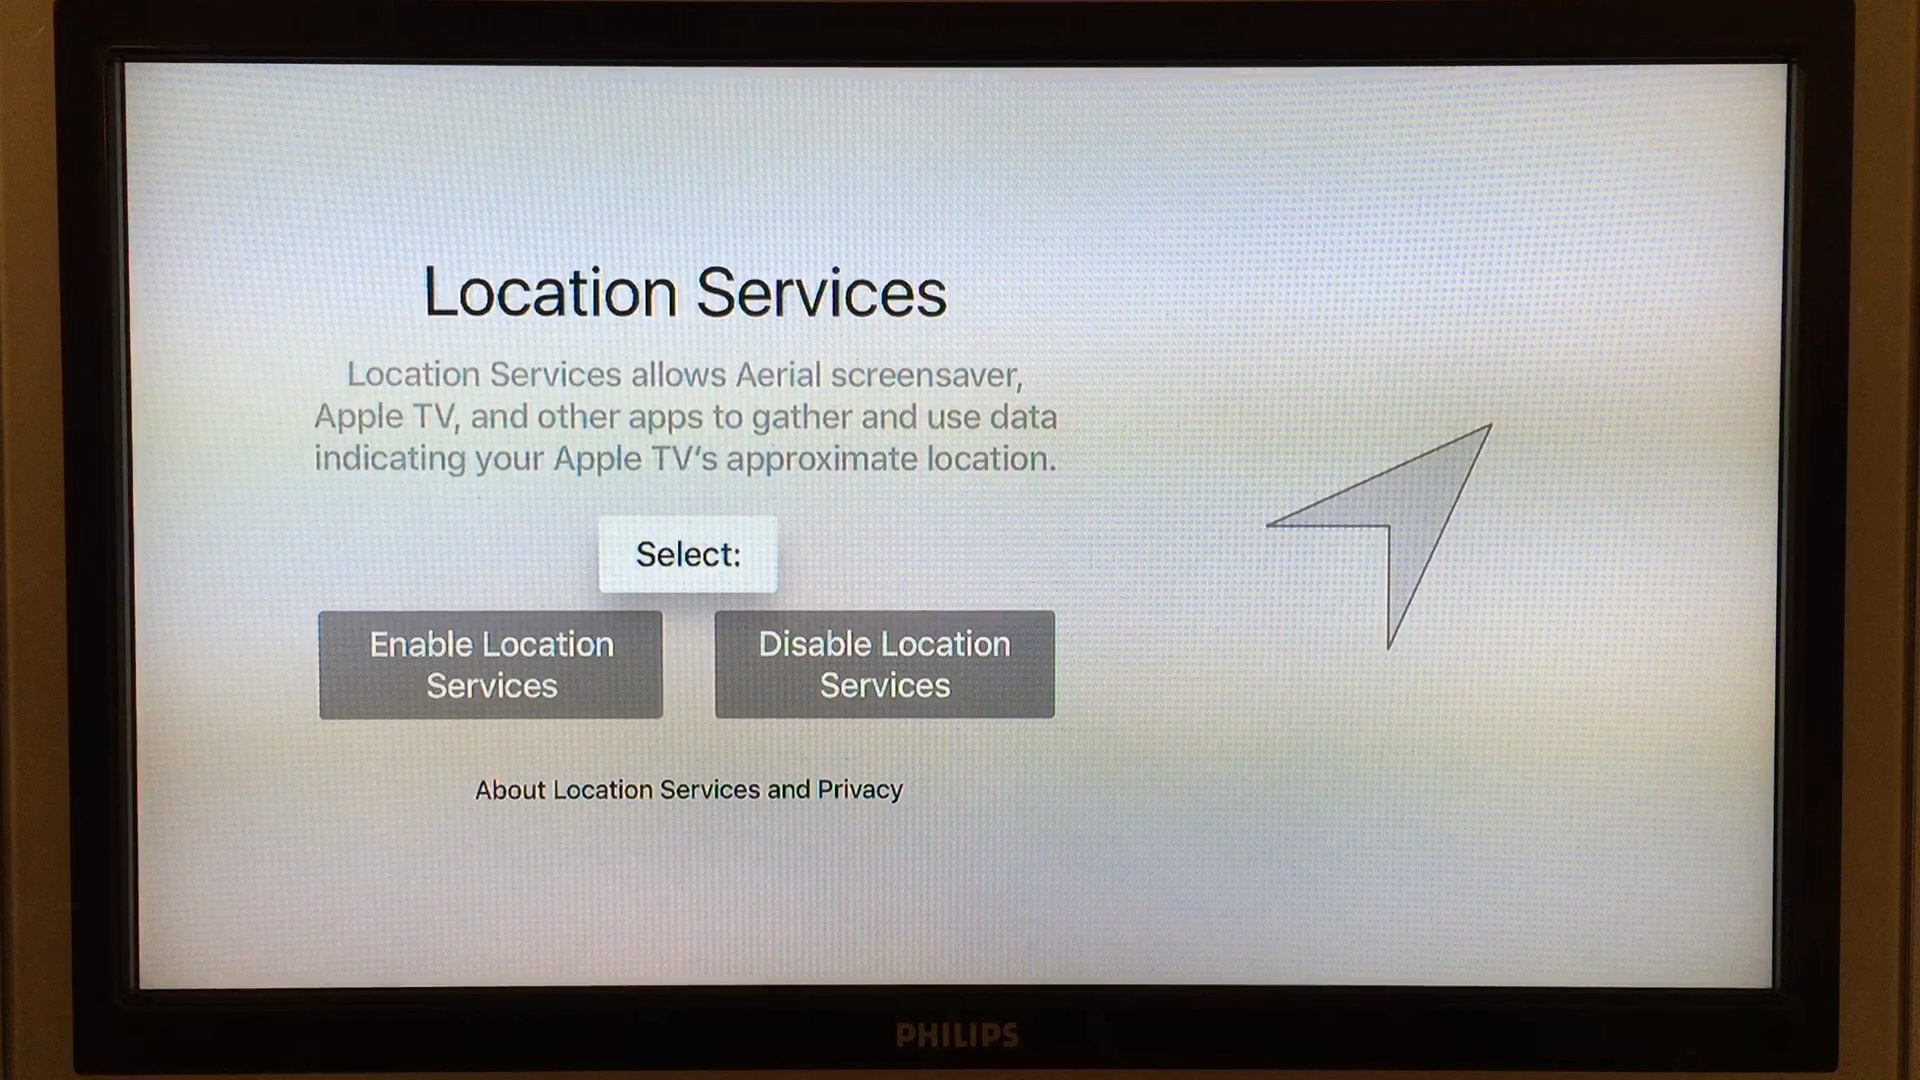 Location Services
Location Services allows Aerial screensaver,
Apple TV, and other apps to gather and use data
indicating your Apple TV's approximate location.
Select:
Enable Location
Services
Disable Location
Services
About Location Services and Privacy
PHILIPS